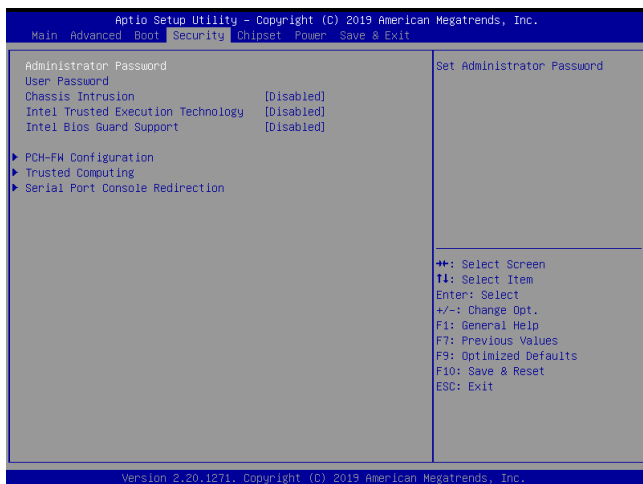 Aptio Setup Utility – Copyright (C) 2019 American Megatrends, Inc.
Main Advanced Boot Security Chipset Power Save & Exit
Administrator Password
User Password
Chassis Intrusion [Disabled]
Intel Trusted Execution Technology [Disabled]
Intel Bios Guard Support [Disabled]
PCH-FW Configuration
Trusted Computing
Serial Port Console Redirection
Set Administrator Password
→←: Select Screen
↑↓: Select Item
Enter: Select
+/-: Change Opt.
F1: General Help
F7: Previous Values
F9: Optimized Defaults
F10: Save & Reset
ESC: Exit
Version 2.20.1271. Copyright (C) 2019 American Megatrends, Inc.